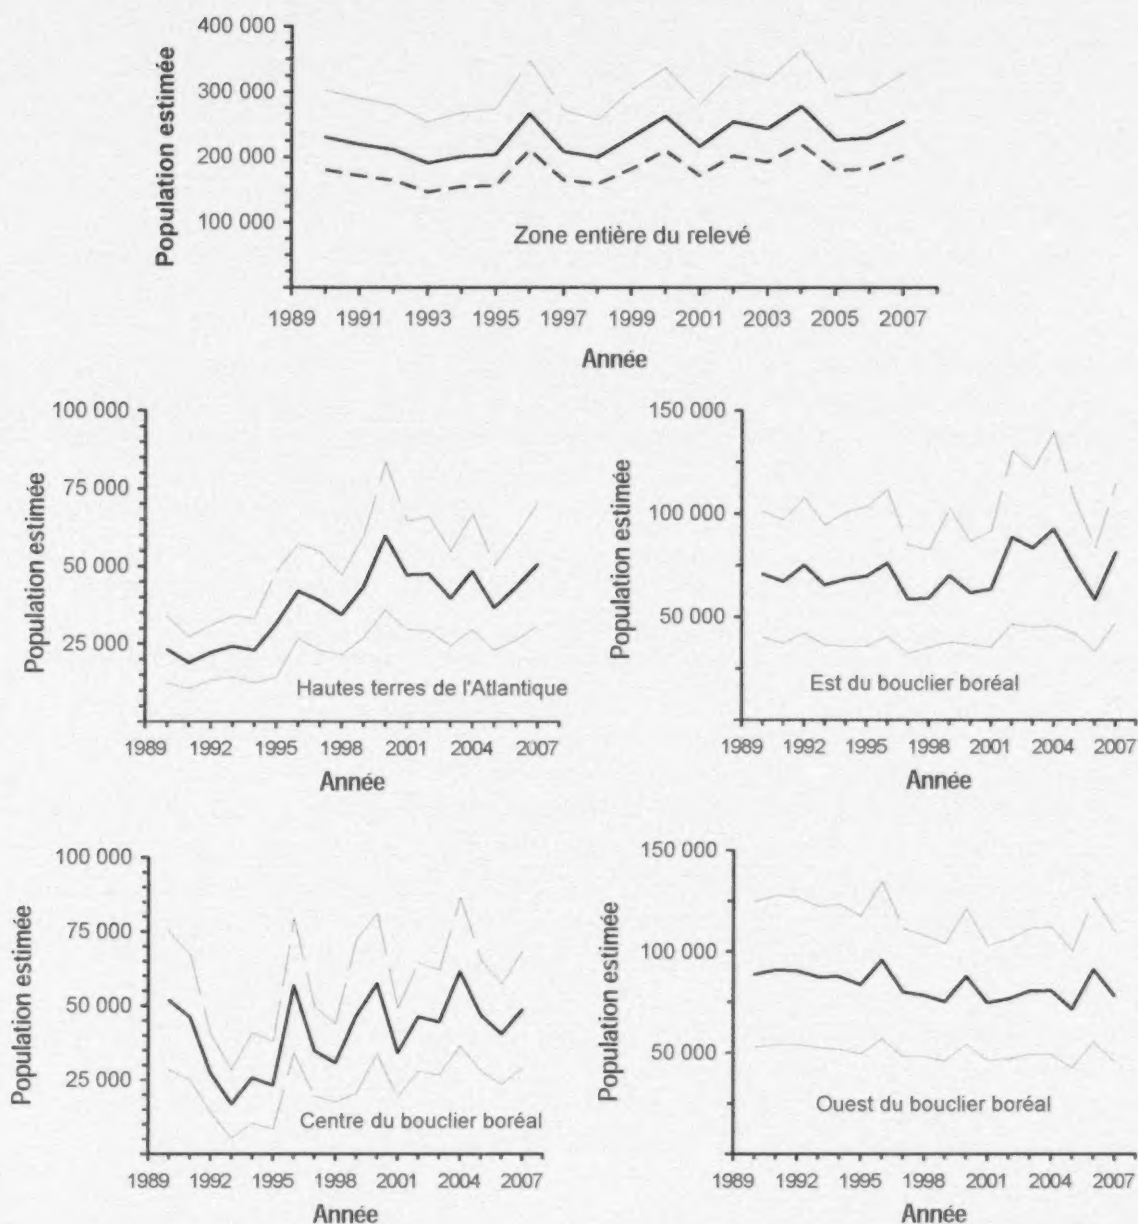 400 000
300 000
200 000
100 000
Population estimée
Zone entière du relevé
1989 1991 1993 1995 1997 1999 2001 2003 2005 2007
Année
100 000
75 000
50 000
25 000
Population estimée
Hautes terres de l'Atlantique
1989 1992 1995 1998 2001 2004 2007
Année
150 000
100 000
50 000
Population estimée
Est du bouclier boréal
1989 1992 1995 1998 2001 2004 2007
Année
100 000
75 000
50 000
25 000
Population estimée
Centre du bouclier boréal
1989 1992 1995 1998 2001 2004 2007
Année
150 000
100 000
50 000
Population estimée
Ouest du bouclier boréal
1989 1992 1995 1998 2001 2004 2007
Année